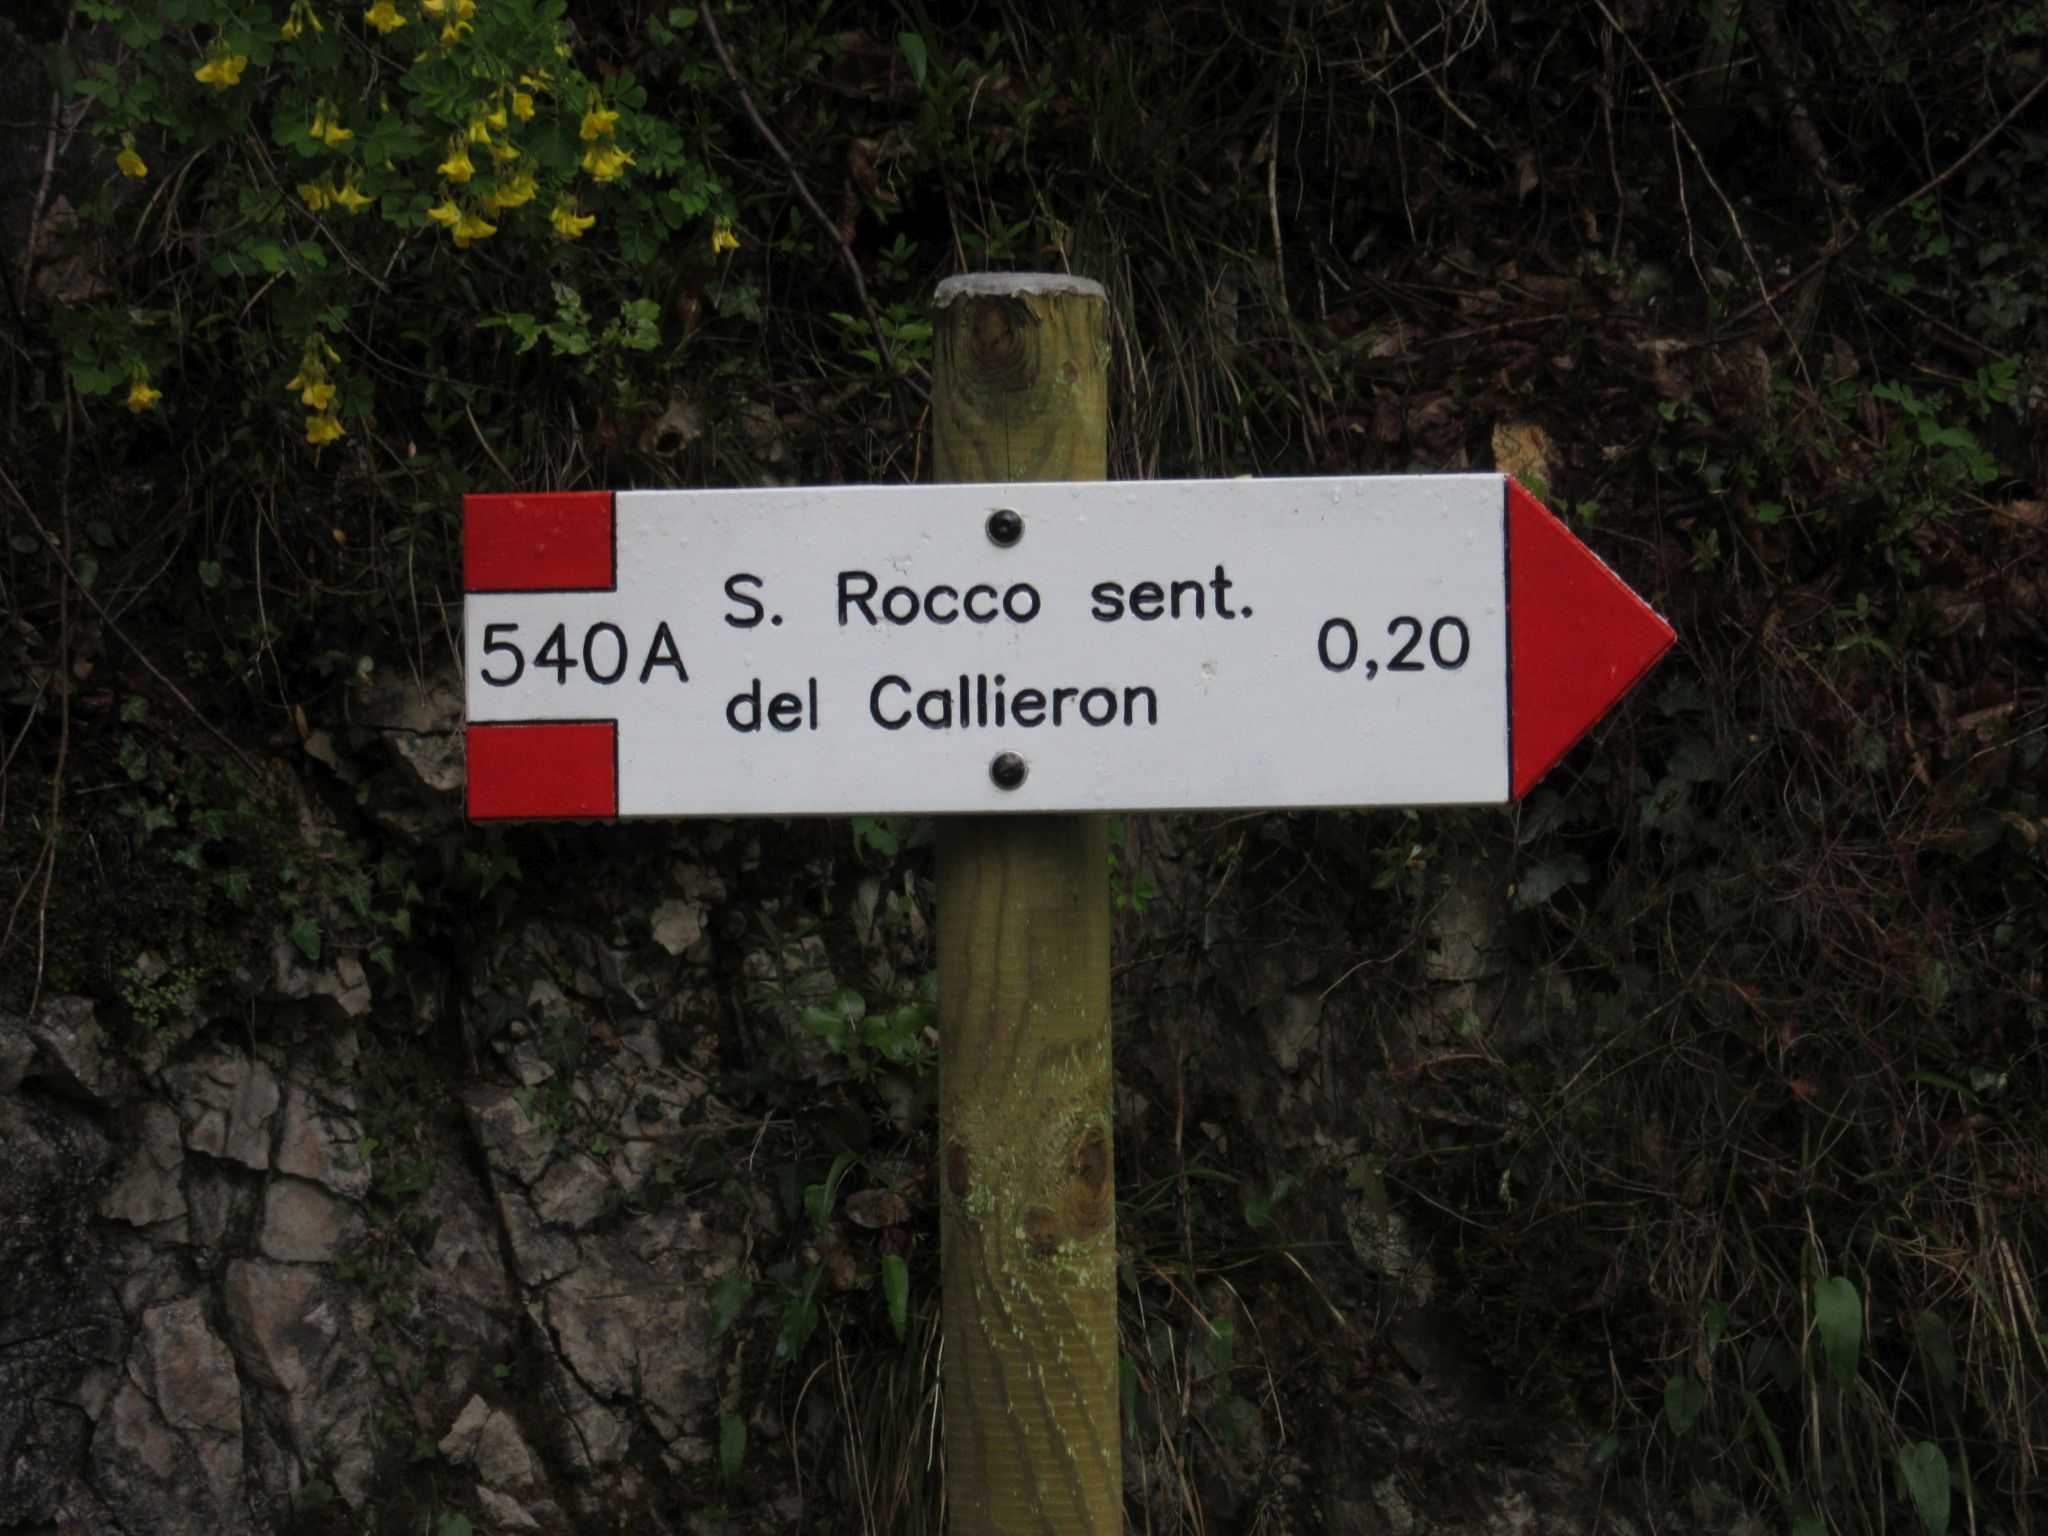 540A
S. Rocco sent.
del Callieron
0,20